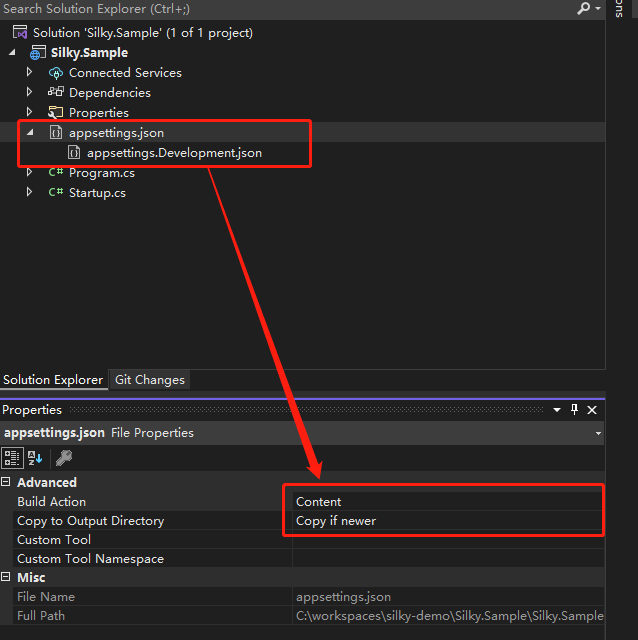 Search Solution Explorer (Ctrl+;)
Solution 'Silky.Sample' (1 of 1 project)
Silky.Sample
Connected Services
Dependencies
Properties
appsettings.json
appsettings.Development.json
C# Program.cs
C# Startup.cs
ons
Solution Explorer Git Changes
Properties
appsettings.json File Properties
Advanced
Build Action Content
Copy to Output Directory Copy if newer
Custom Tool
Custom Tool Namespace
Misc
File Name appsettings.json
Full Path C:\workspaces\silky-demo\Silky.Sample\Silky.Sample